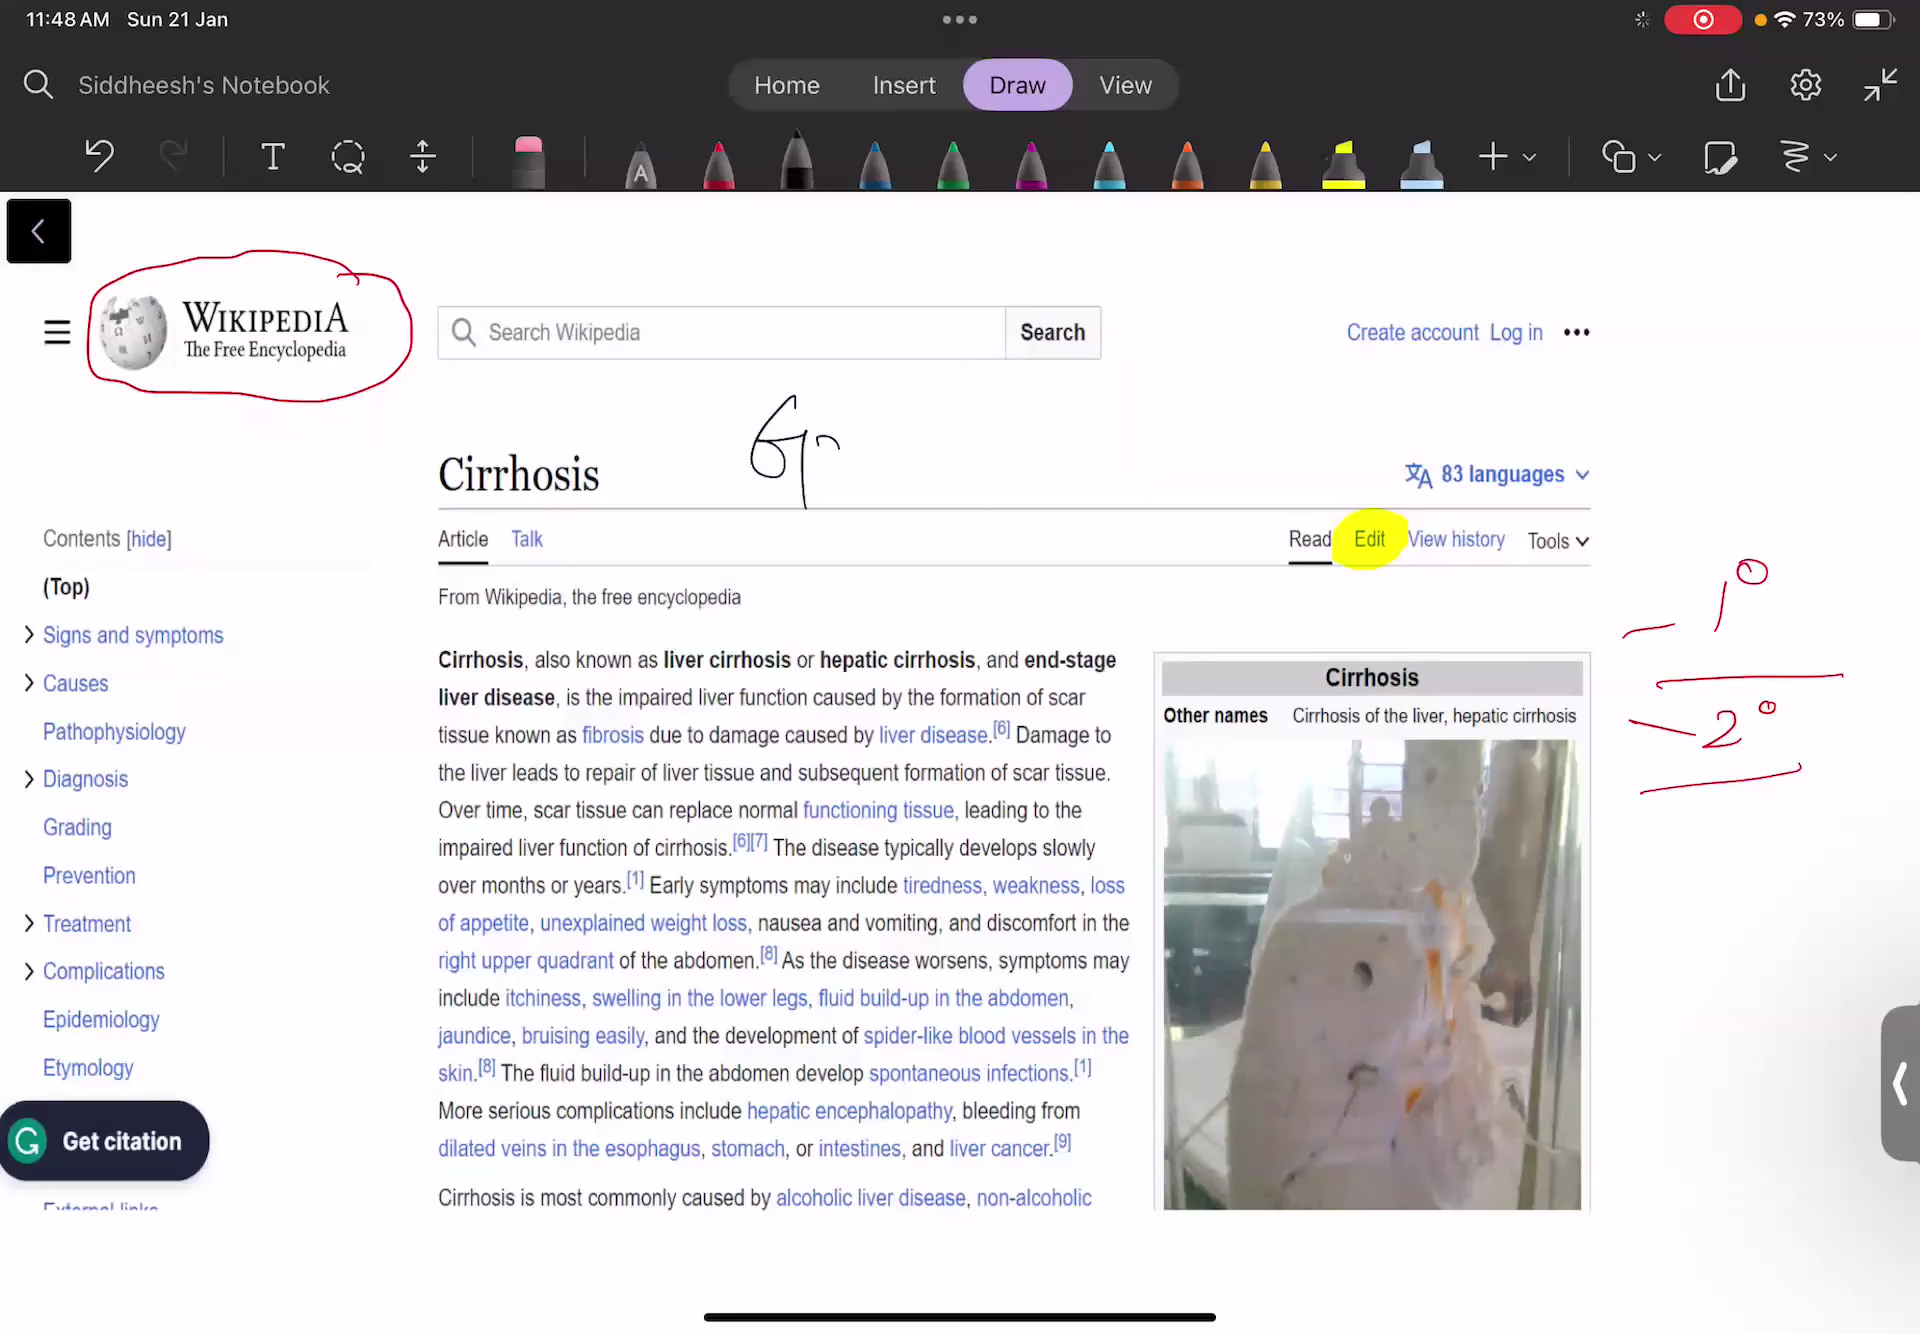 11:48 AM Sun 21 Jan
73%
Siddheesh's Notebook
Home Insert Draw View
T
A
WIKIPEDIA
The Free Encyclopedia
Search Wikipedia
Search
Create account Log in
Cirrhosis
83 languages
Article Talk
Read Edit View history Tools
From Wikipedia, the free encyclopedia
Contents [hide]
(Top)
Signs and symptoms
Causes
Pathophysiology
Diagnosis
Grading
Prevention
Treatment
Complications
Epidemiology
Etymology
External links
Get citation
Cirrhosis, also known as liver cirrhosis or hepatic cirrhosis, and end-stage
liver disease, is the impaired liver function caused by the formation of scar
tissue known as fibrosis due to damage caused by liver disease.[6] Damage to
the liver leads to repair of liver tissue and subsequent formation of scar tissue.
Over time, scar tissue can replace normal functioning tissue, leading to the
impaired liver function of cirrhosis.[6][7] The disease typically develops slowly
over months or years.[1] Early symptoms may include tiredness, weakness, loss
of appetite, unexplained weight loss, nausea and vomiting, and discomfort in the
right upper quadrant of the abdomen.[8] As the disease worsens, symptoms may
include itchiness, swelling in the lower legs, fluid build-up in the abdomen,
jaundice, bruising easily, and the development of spider-like blood vessels in the
skin.[8] The fluid build-up in the abdomen develop spontaneous infections.[1]
More serious complications include hepatic encephalopathy, bleeding from
dilated veins in the esophagus, stomach, or intestines, and liver cancer.[9]
Cirrhosis is most commonly caused by alcoholic liver disease, non-alcoholic
Cirrhosis
Other names Cirrhosis of the liver, hepatic cirrhosis
- 1°
- 2°